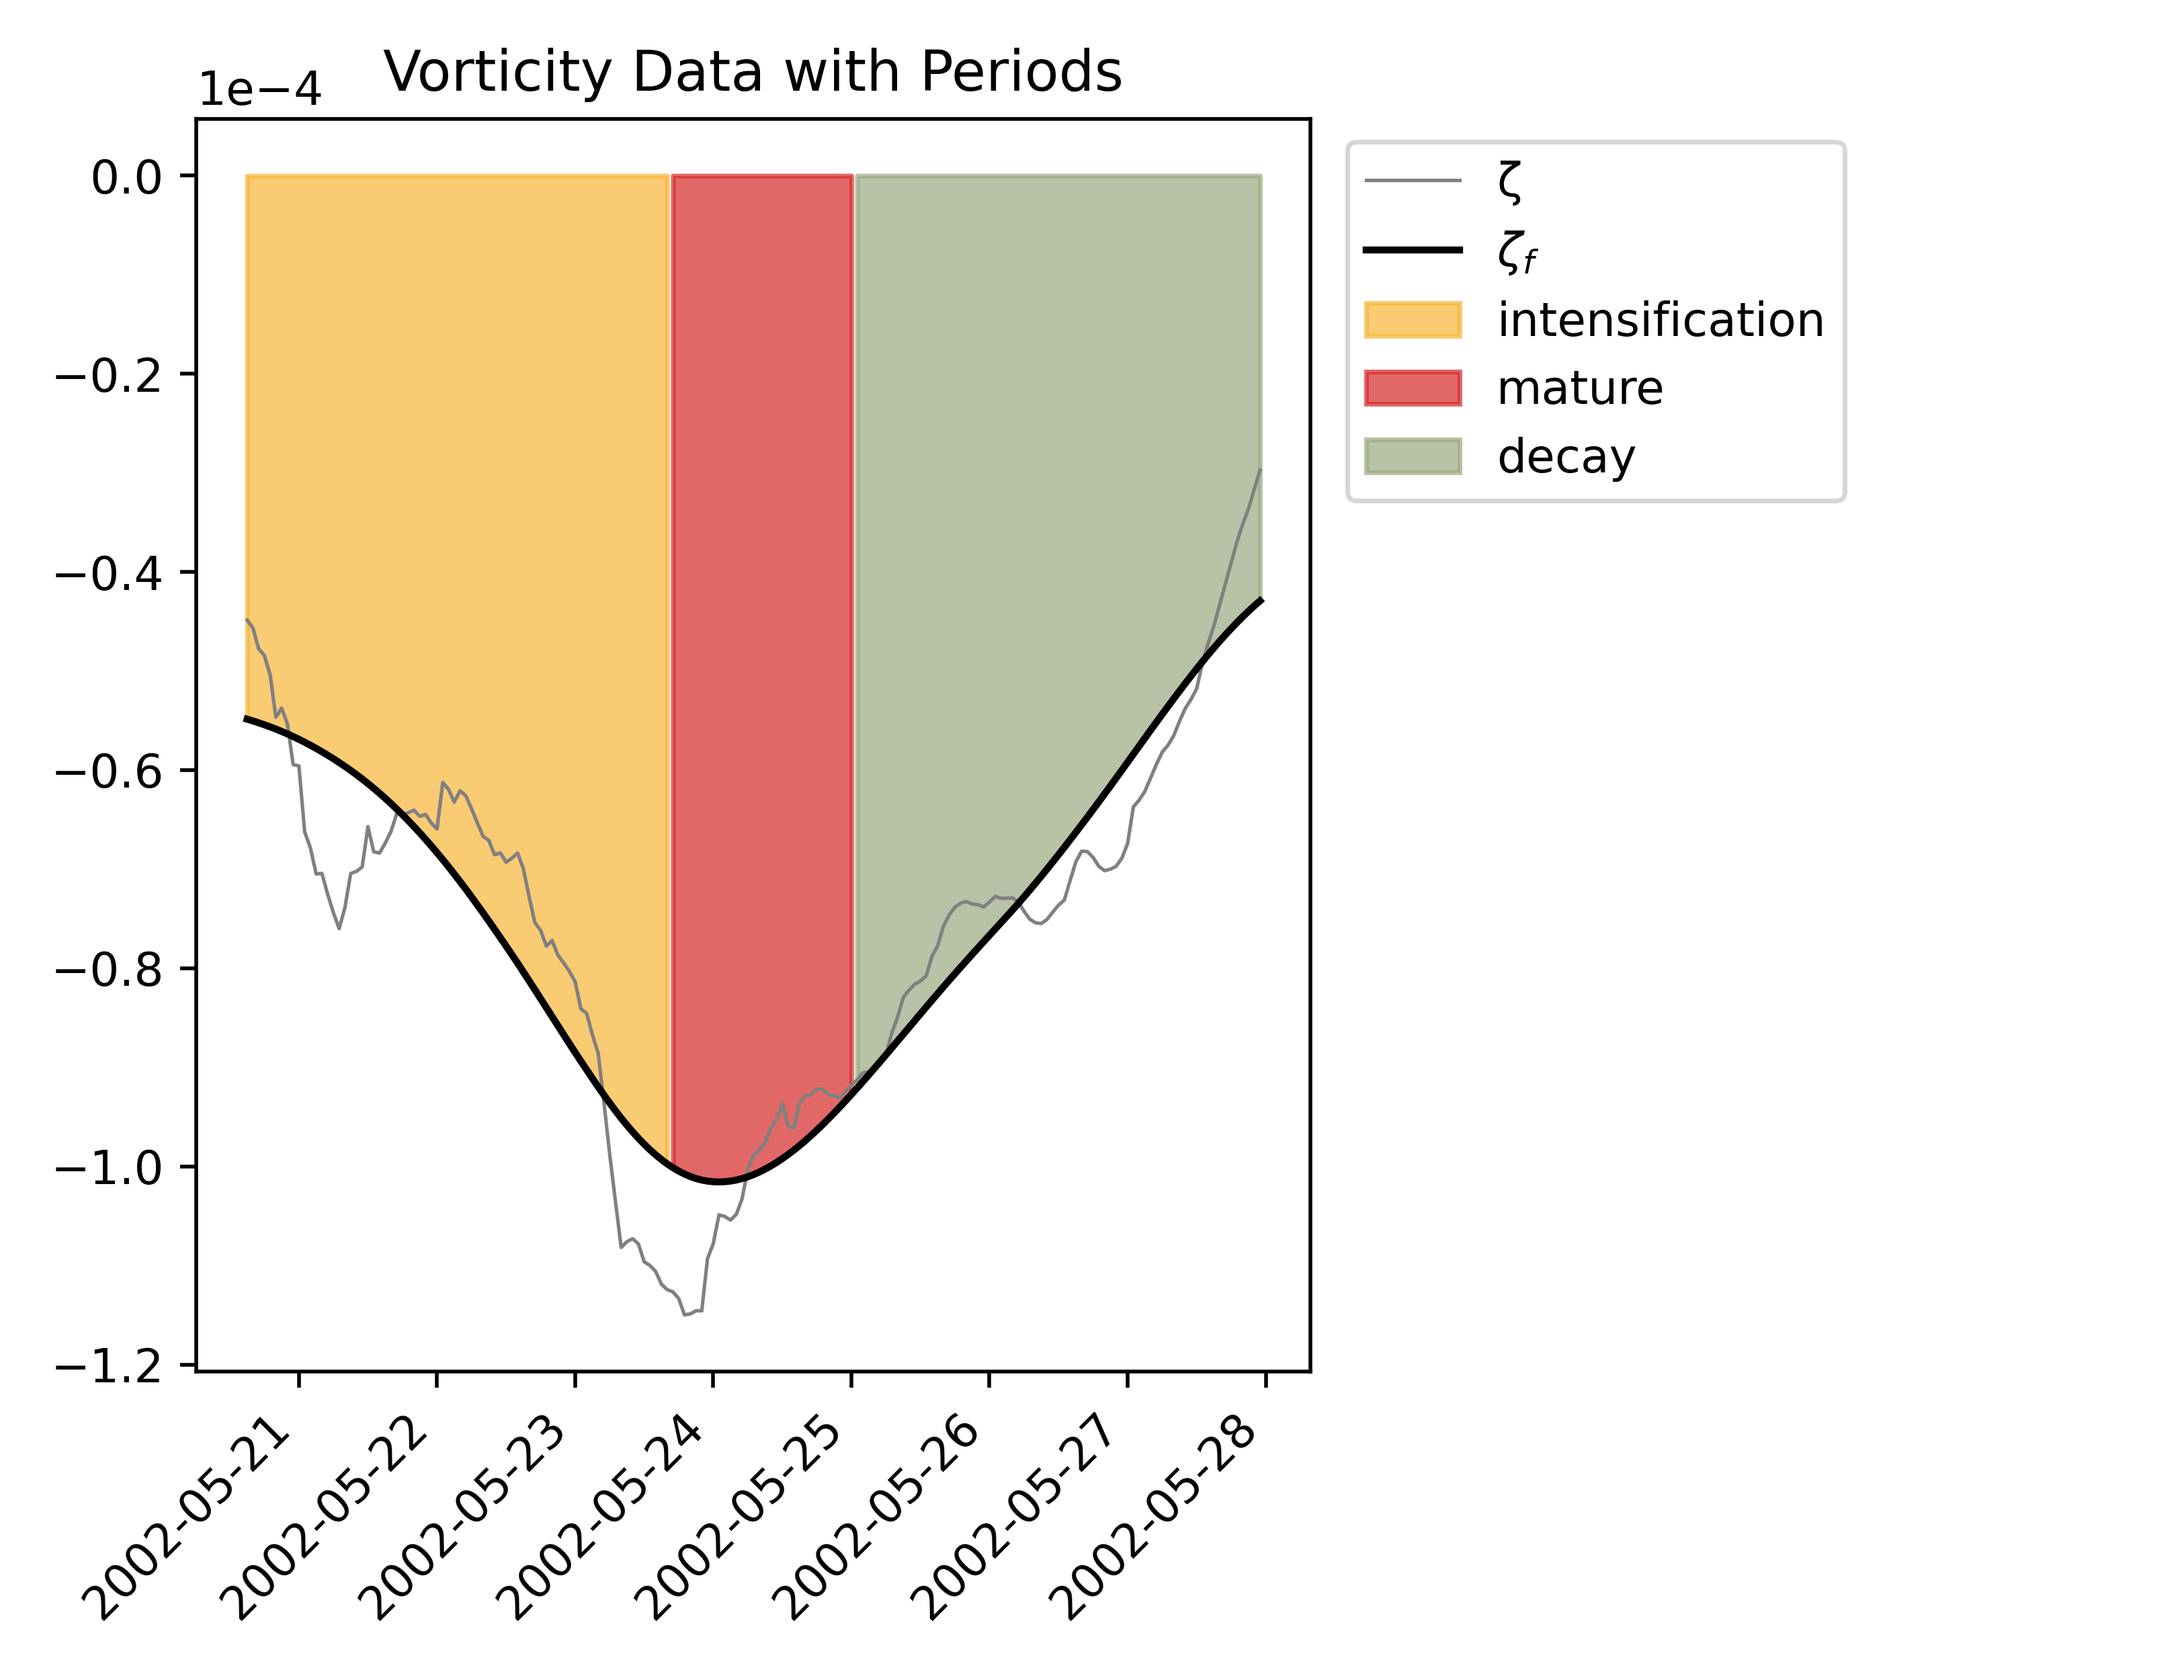 Vorticity Data with Periods
1e−4
0.0
−0.2
−0.4
−0.6
−0.8
−1.0
−1.2
2002-05-21
2002-05-22
2002-05-23
2002-05-24
2002-05-25
2002-05-26
2002-05-27
2002-05-28
ζ
ζf
intensification
mature
decay